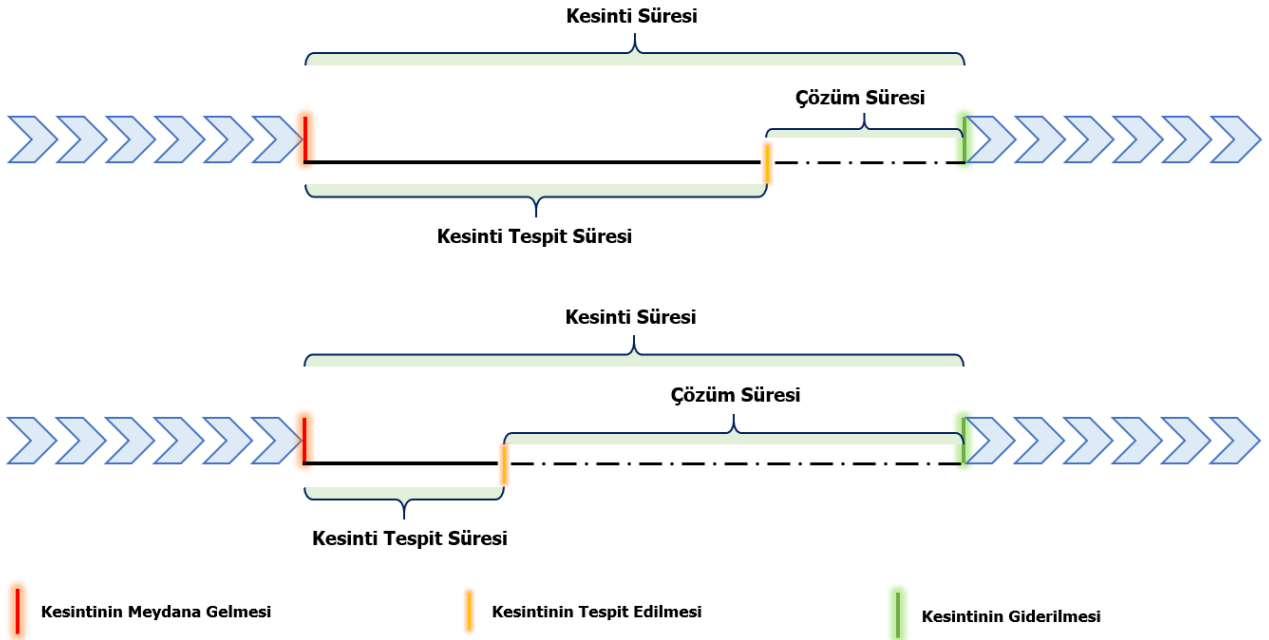 Kesinti Süresi
Çözüm Süresi
Kesinti Tespit Süresi
Kesinti Süresi
Çözüm Süresi
Kesinti Tespit Süresi
Kesintinin Meydana Gelmesi
Kesintinin Tespit Edilmesi
Kesintinin Giderilmesi